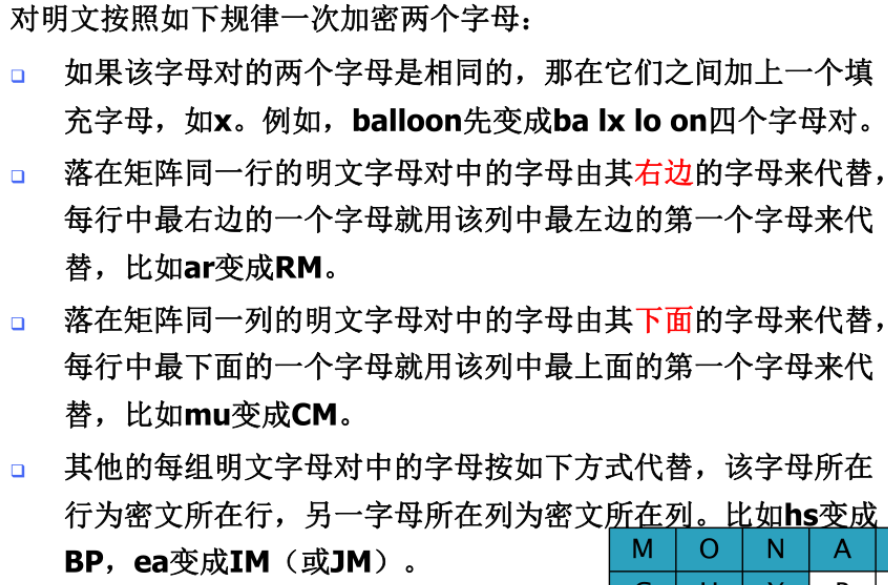 对明文按照如下规律一次加密两个字母:
如果该字母对的两个字母是相同的，那在它们之间加上一个填
充字母，如x。例如，balloon先变成ba lx lo on四个字母对。
落在矩阵同一行的明文字母对中的字母由其右边的字母来代替，
每行中最右边的一个字母就用该列中最左边的第一个字母来代
替，比如ar变成RM。
落在矩阵同一列的明文字母对中的字母由其下面的字母来代替，
每行中最下面的一个字母就用该列中最上面的第一个字母来代
替，比如mu变成CM。
其他的每组明文字母对中的字母按如下方式代替，该字母所在
行为密文所在行，另一字母所在列为密文所在列。比如hs变成
BP，ea变成IM（或JM）。
M O N A